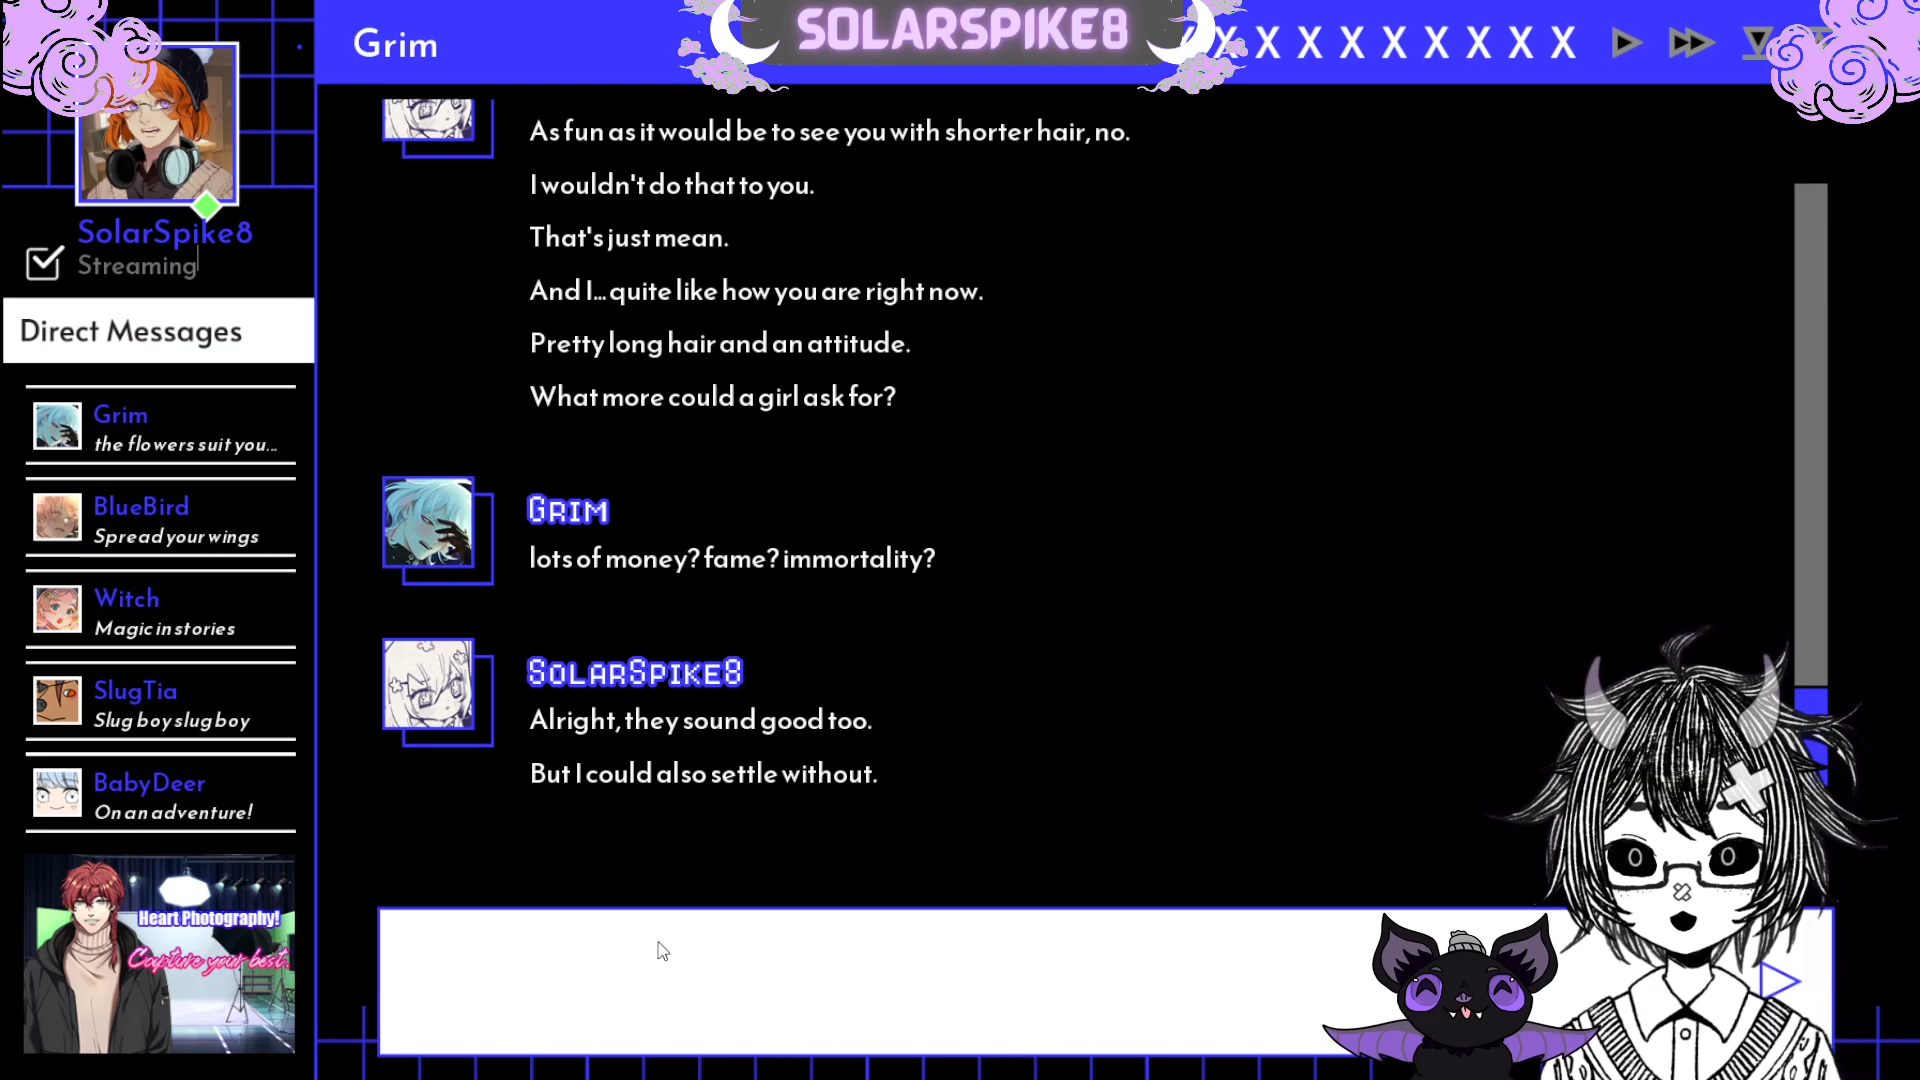 Grim
SOLARSPIKE8
X X X X X X X X X
SolarSpike8
Streaming
Direct Messages
Grim
the flowers suit you...
BlueBird
Spread your wings
Witch
Magic in stories
SlugTia
Slug boy slug boy
BabyDeer
On an adventure!
Heart Photography!
Capture your best.
As fun as it would be to see you with shorter hair, no.
I wouldn't do that to you.
That's just mean.
And I... quite like how you are right now.
Pretty long hair and an attitude.
What more could a girl ask for?
Grim
lots of money? fame? immortality?
SolarSpike8
Alright, they sound good too.
But I could also settle without.